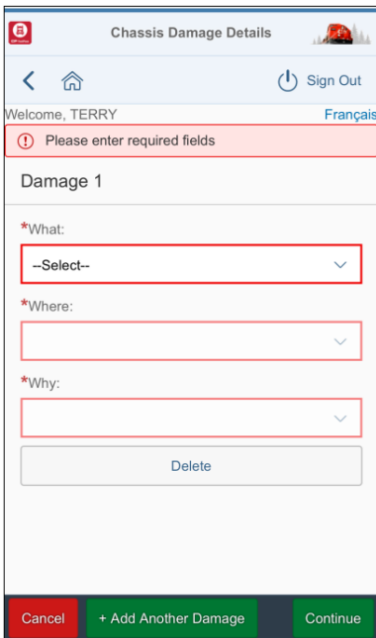 Chassis Damage Details
Sign Out
Welcome, TERRY Français
Please enter required fields
Damage 1
*What:
--Select--
*Where:
*Why:
Delete
Cancel + Add Another Damage Continue